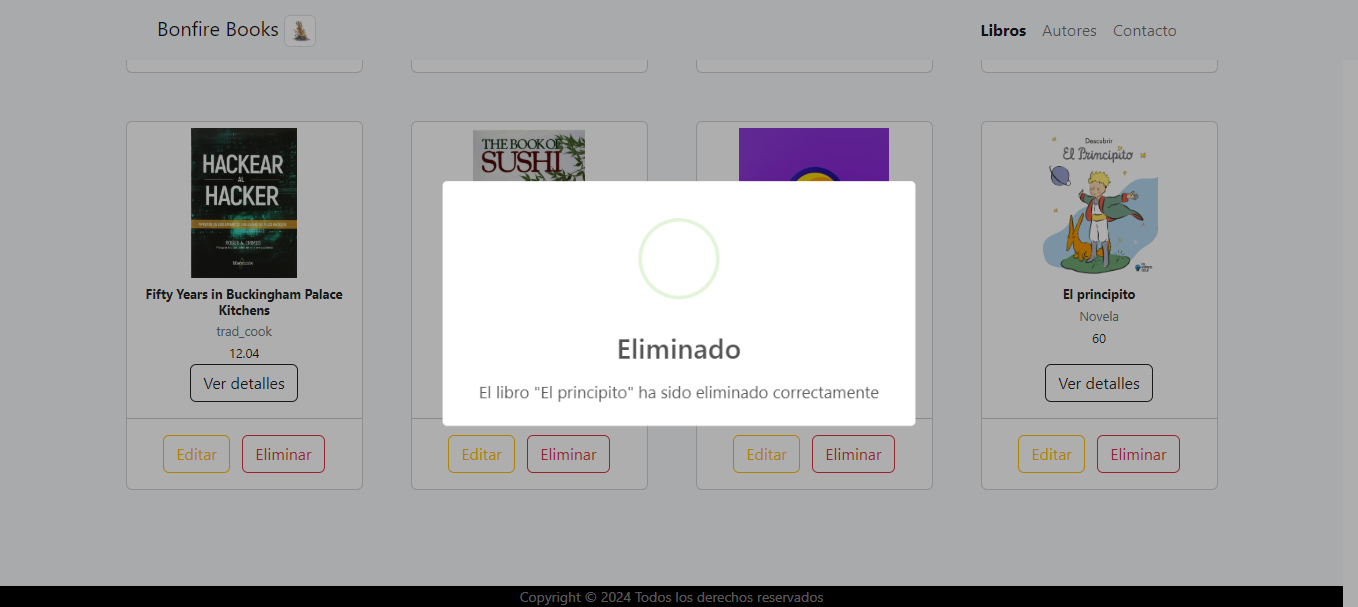 Bonfire Books
Libros
Autores
Contacto
HACKEAR
AL
HACKER
Fifty Years in Buckingham Palace
Kitchens
trad_cook
12.04
Ver detalles
Editar
Eliminar
THE BOOK OF
SUSHI
Editar
Eliminar
Eliminado
El libro "El principito" ha sido eliminado correctamente
Editar
Eliminar
Descubrir
El Principito
El principito
Novela
60
Ver detalles
Editar
Eliminar
Copyright © 2024 Todos los derechos reservados